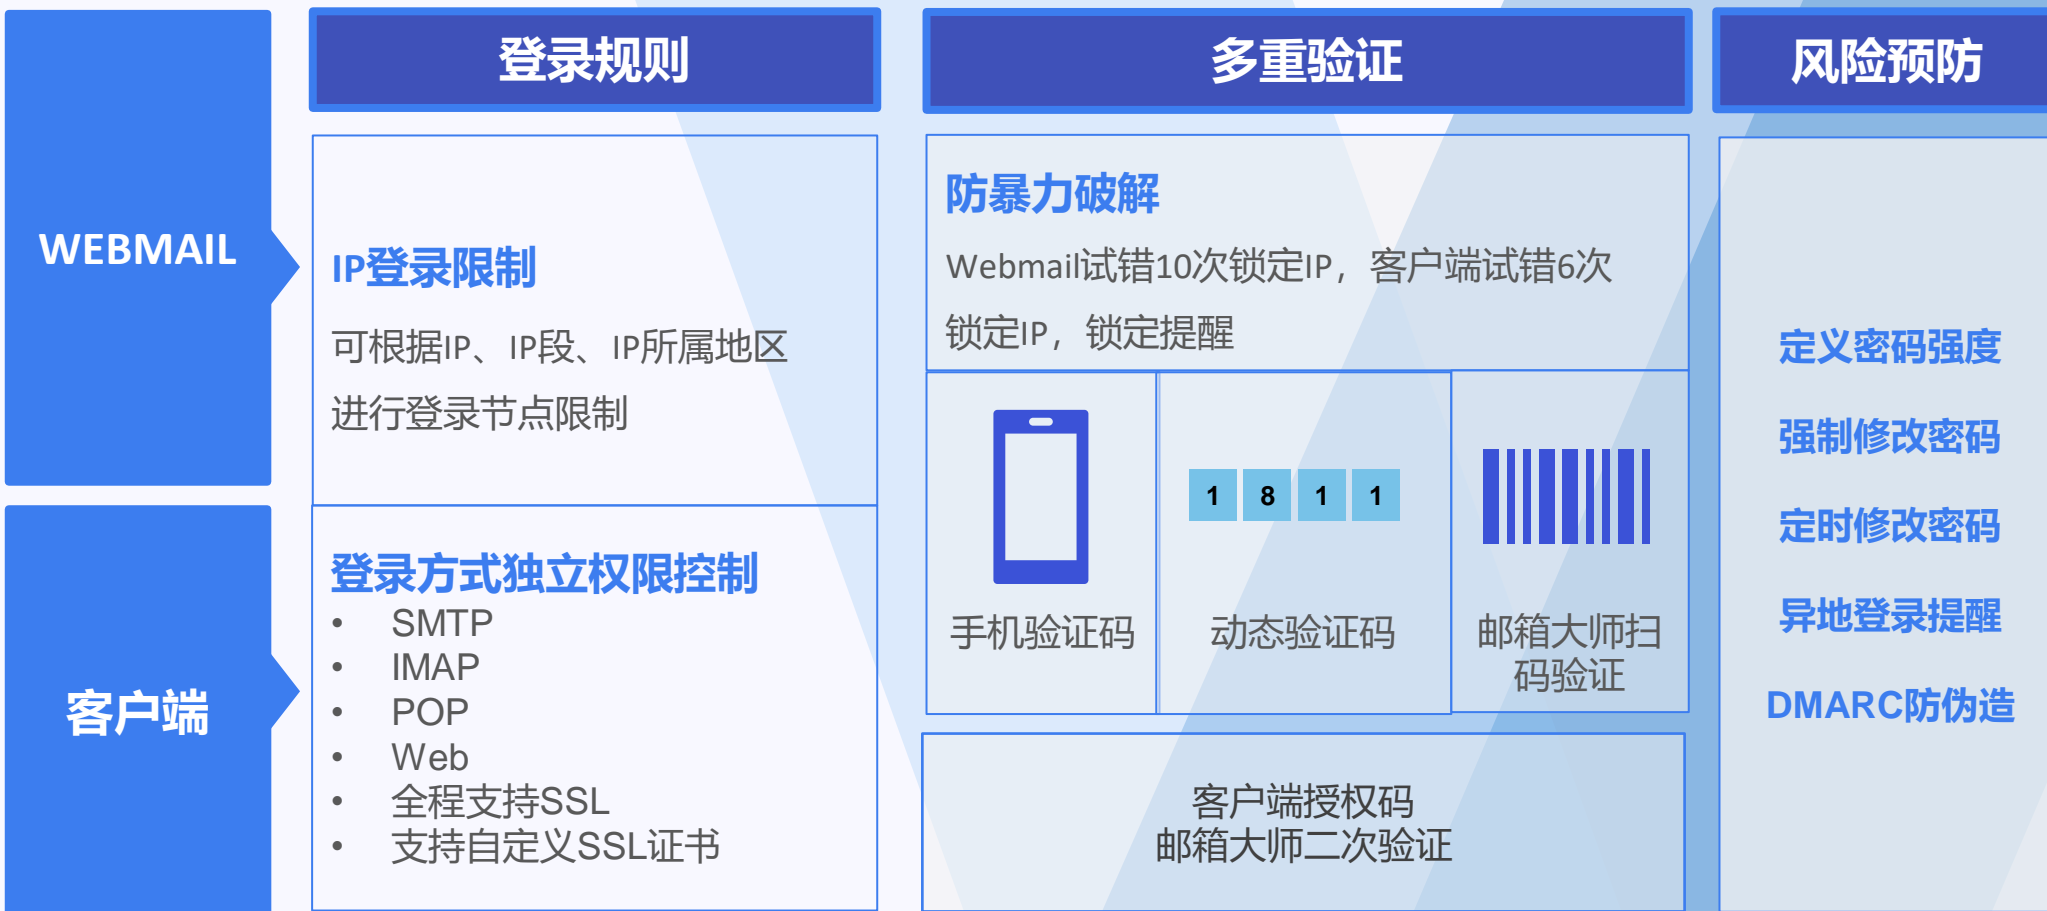 登录规则
多重验证
风险预防
WEBMAIL
IP登录限制
可根据IP、IP段、IP所属地区
进行登录节点限制
防暴力破解
Webmail试错10次锁定IP，客户端试错6次
锁定IP，锁定提醒
1 8 1 1
手机验证码
动态验证码
邮箱大师扫
码验证
定义密码强度
强制修改密码
定时修改密码
异地登录提醒
DMARC防伪造
客户端
登录方式独立权限控制
• SMTP
• IMAP
• POP
• Web
• 全程支持SSL
• 支持自定义SSL证书
客户端授权码
邮箱大师二次验证